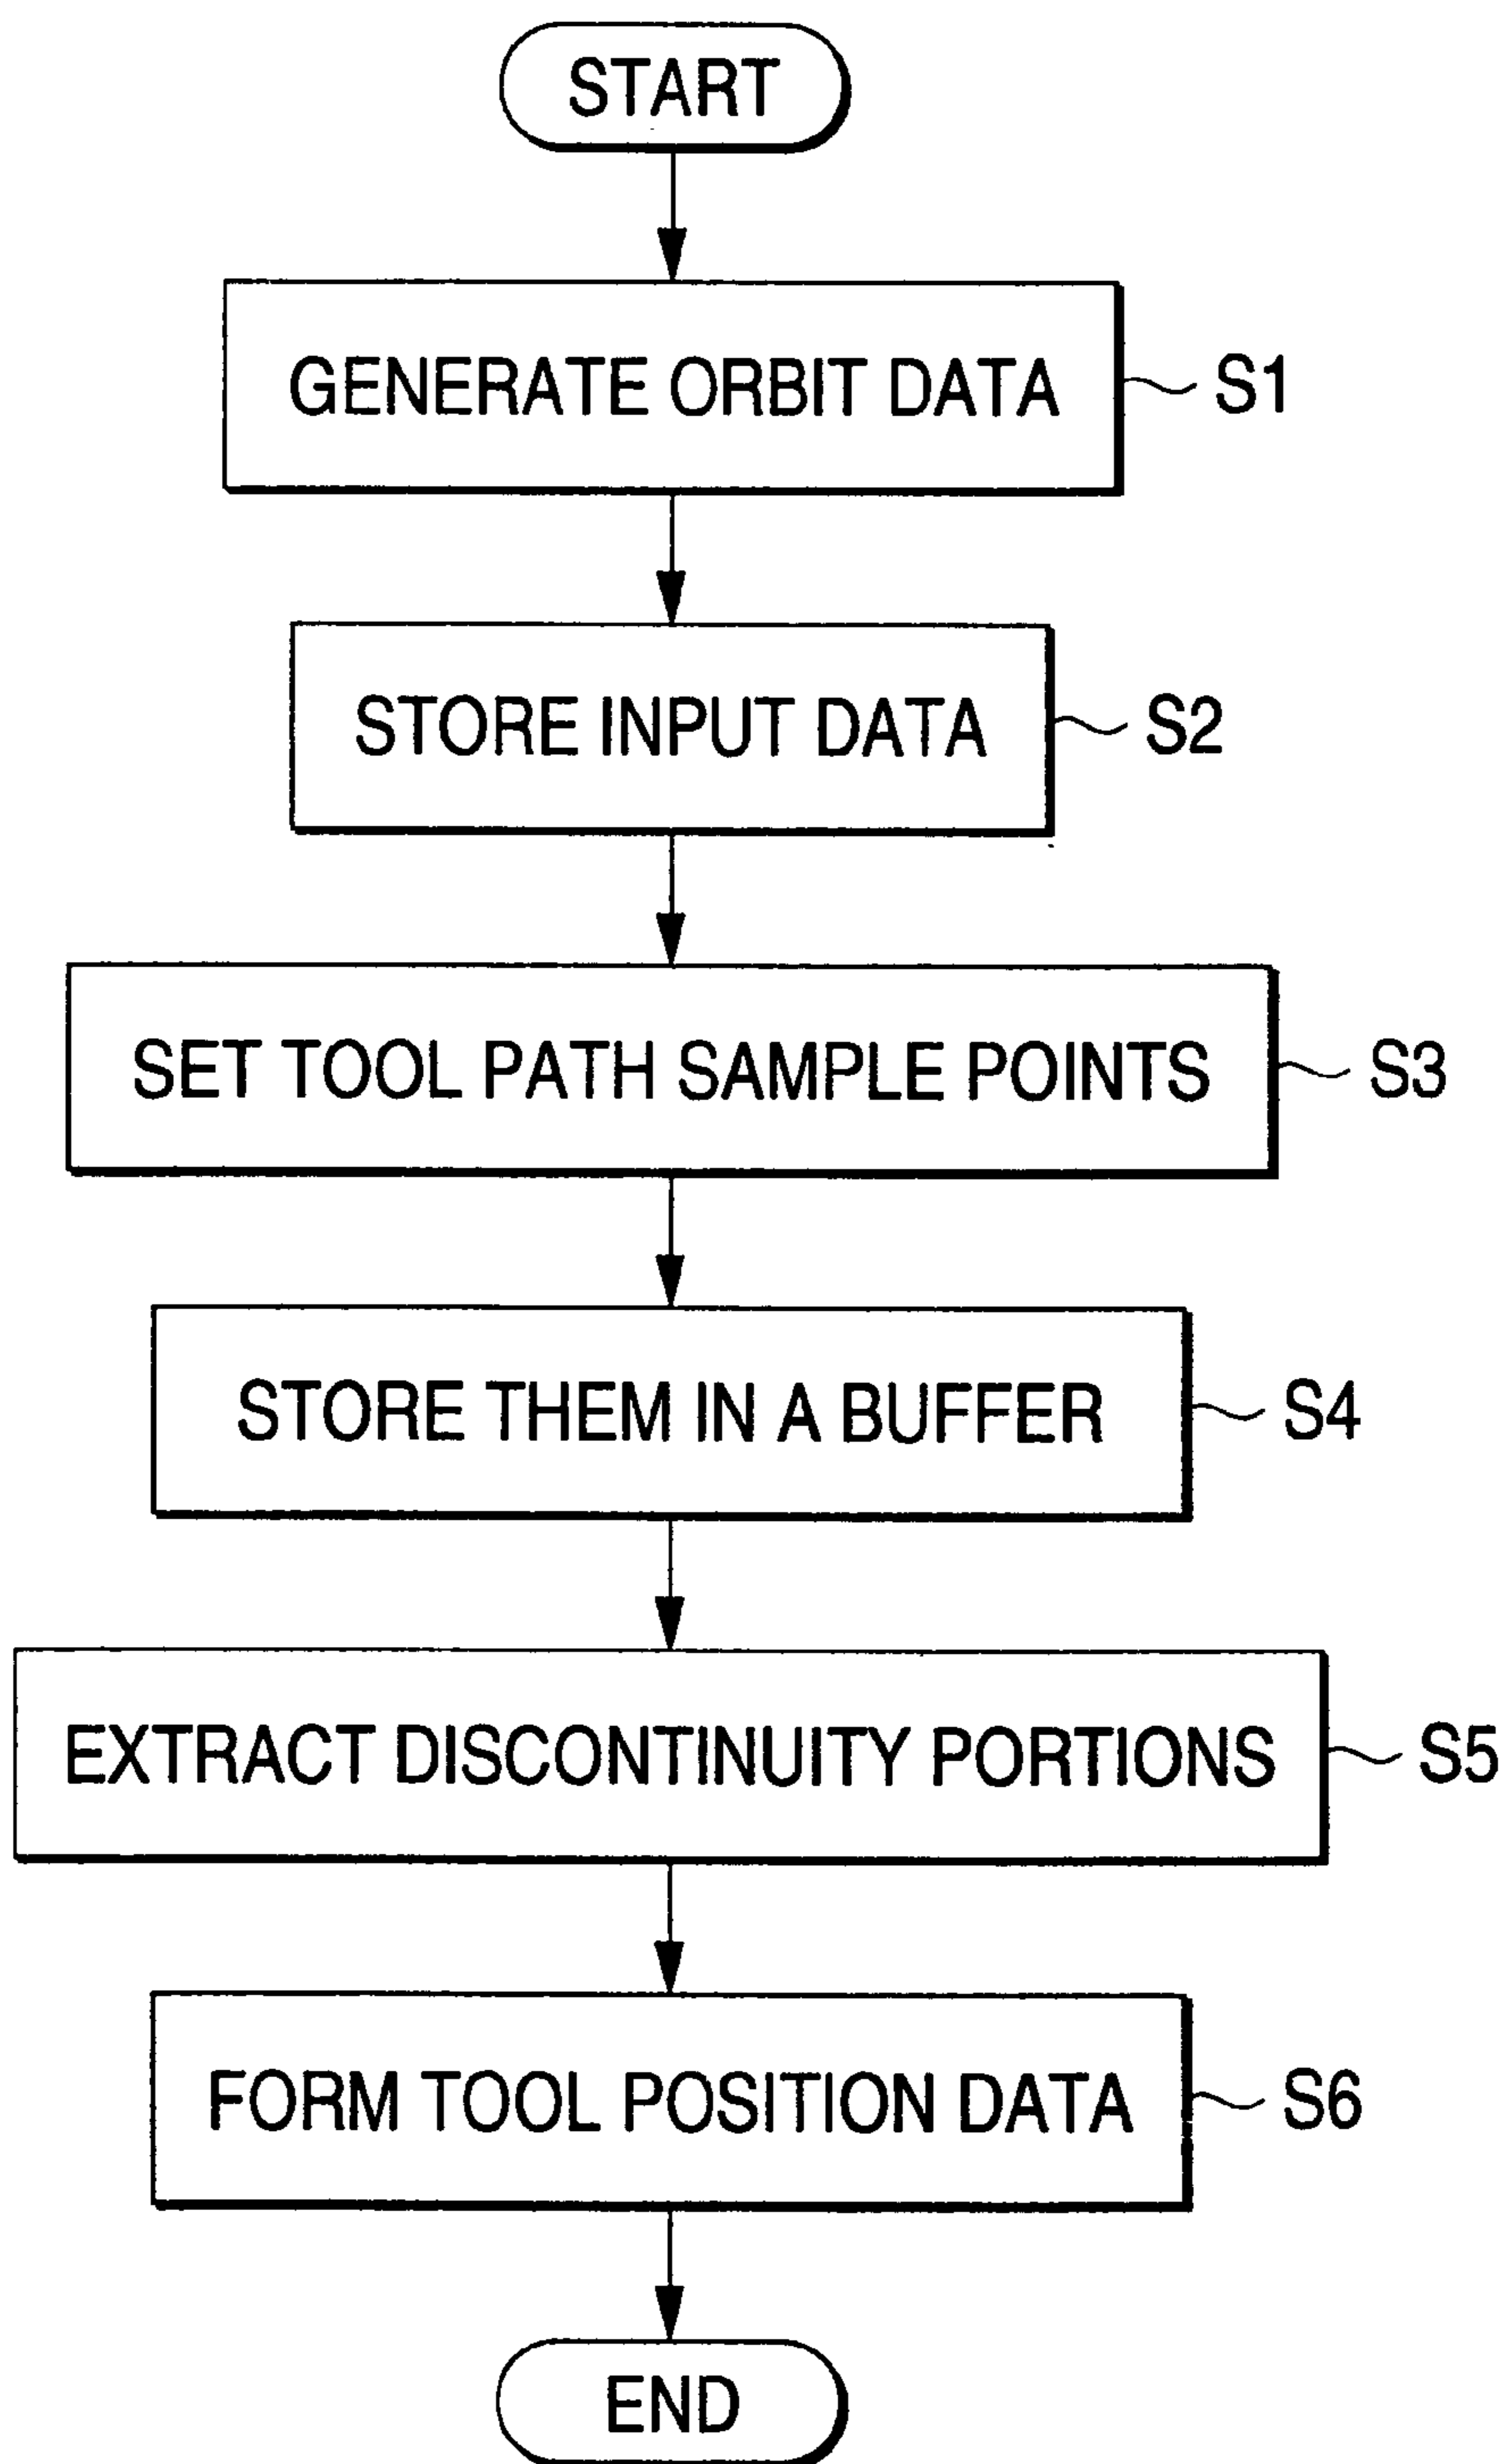 START
GENERATE ORBIT DATA S1
STORE INPUT DATA S2
SET TOOL PATH SAMPLE POINTS S3
STORE THEM IN A BUFFER S4
EXTRACT DISCONTINUITY PORTIONS S5
FORM TOOL POSITION DATA S6
END